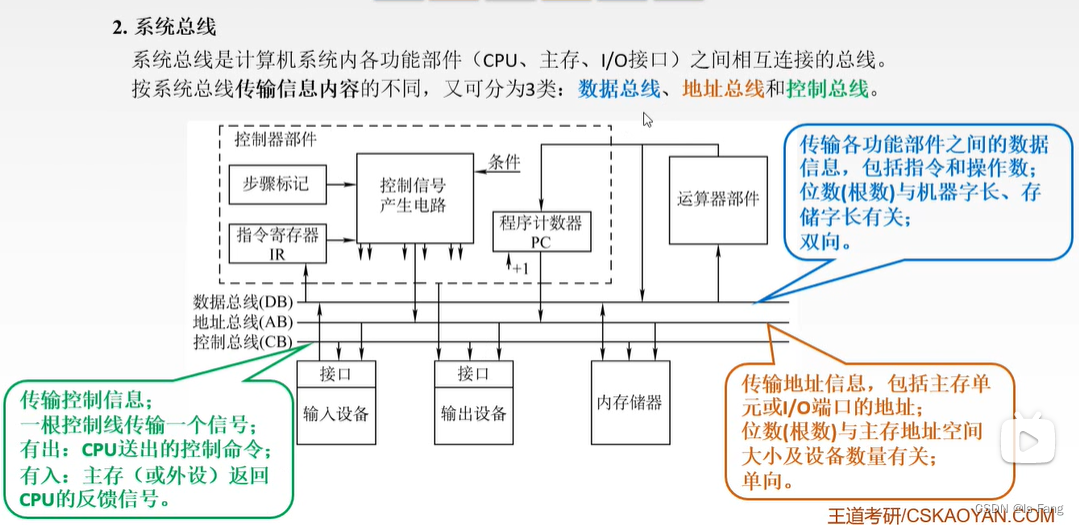 2. 系统总线
系统总线是计算机系统内各功能部件（CPU、主存、I/O接口）之间相互连接的总线。
按系统总线传输信息内容的不同，又可分为3类：数据总线、地址总线和控制总线。
控制器部件
步骤标记
控制信号
产生电路
条件
指令寄存器
IR
程序计数器
PC
+1
运算器部件
传输各功能部件之间的数据
信息，包括指令和操作数；
位数(根数)与机器字长、存
储字长有关；
双向。
数据总线(DB)
地址总线(AB)
控制总线(CB)
接口
输入设备
接口
输出设备
内存储器
传输控制信息；
一根控制线传输一个信号；
有出：CPU送出的控制命令；
有入：主存（或外设）返回
CPU的反馈信号。
传输地址信息，包括主存单
元或I/O端口的地址；
位数(根数)与主存地址空间
大小及设备数量有关；
单向。
王道考研/CSKAOYAN.COM
CSDN @Is Fang